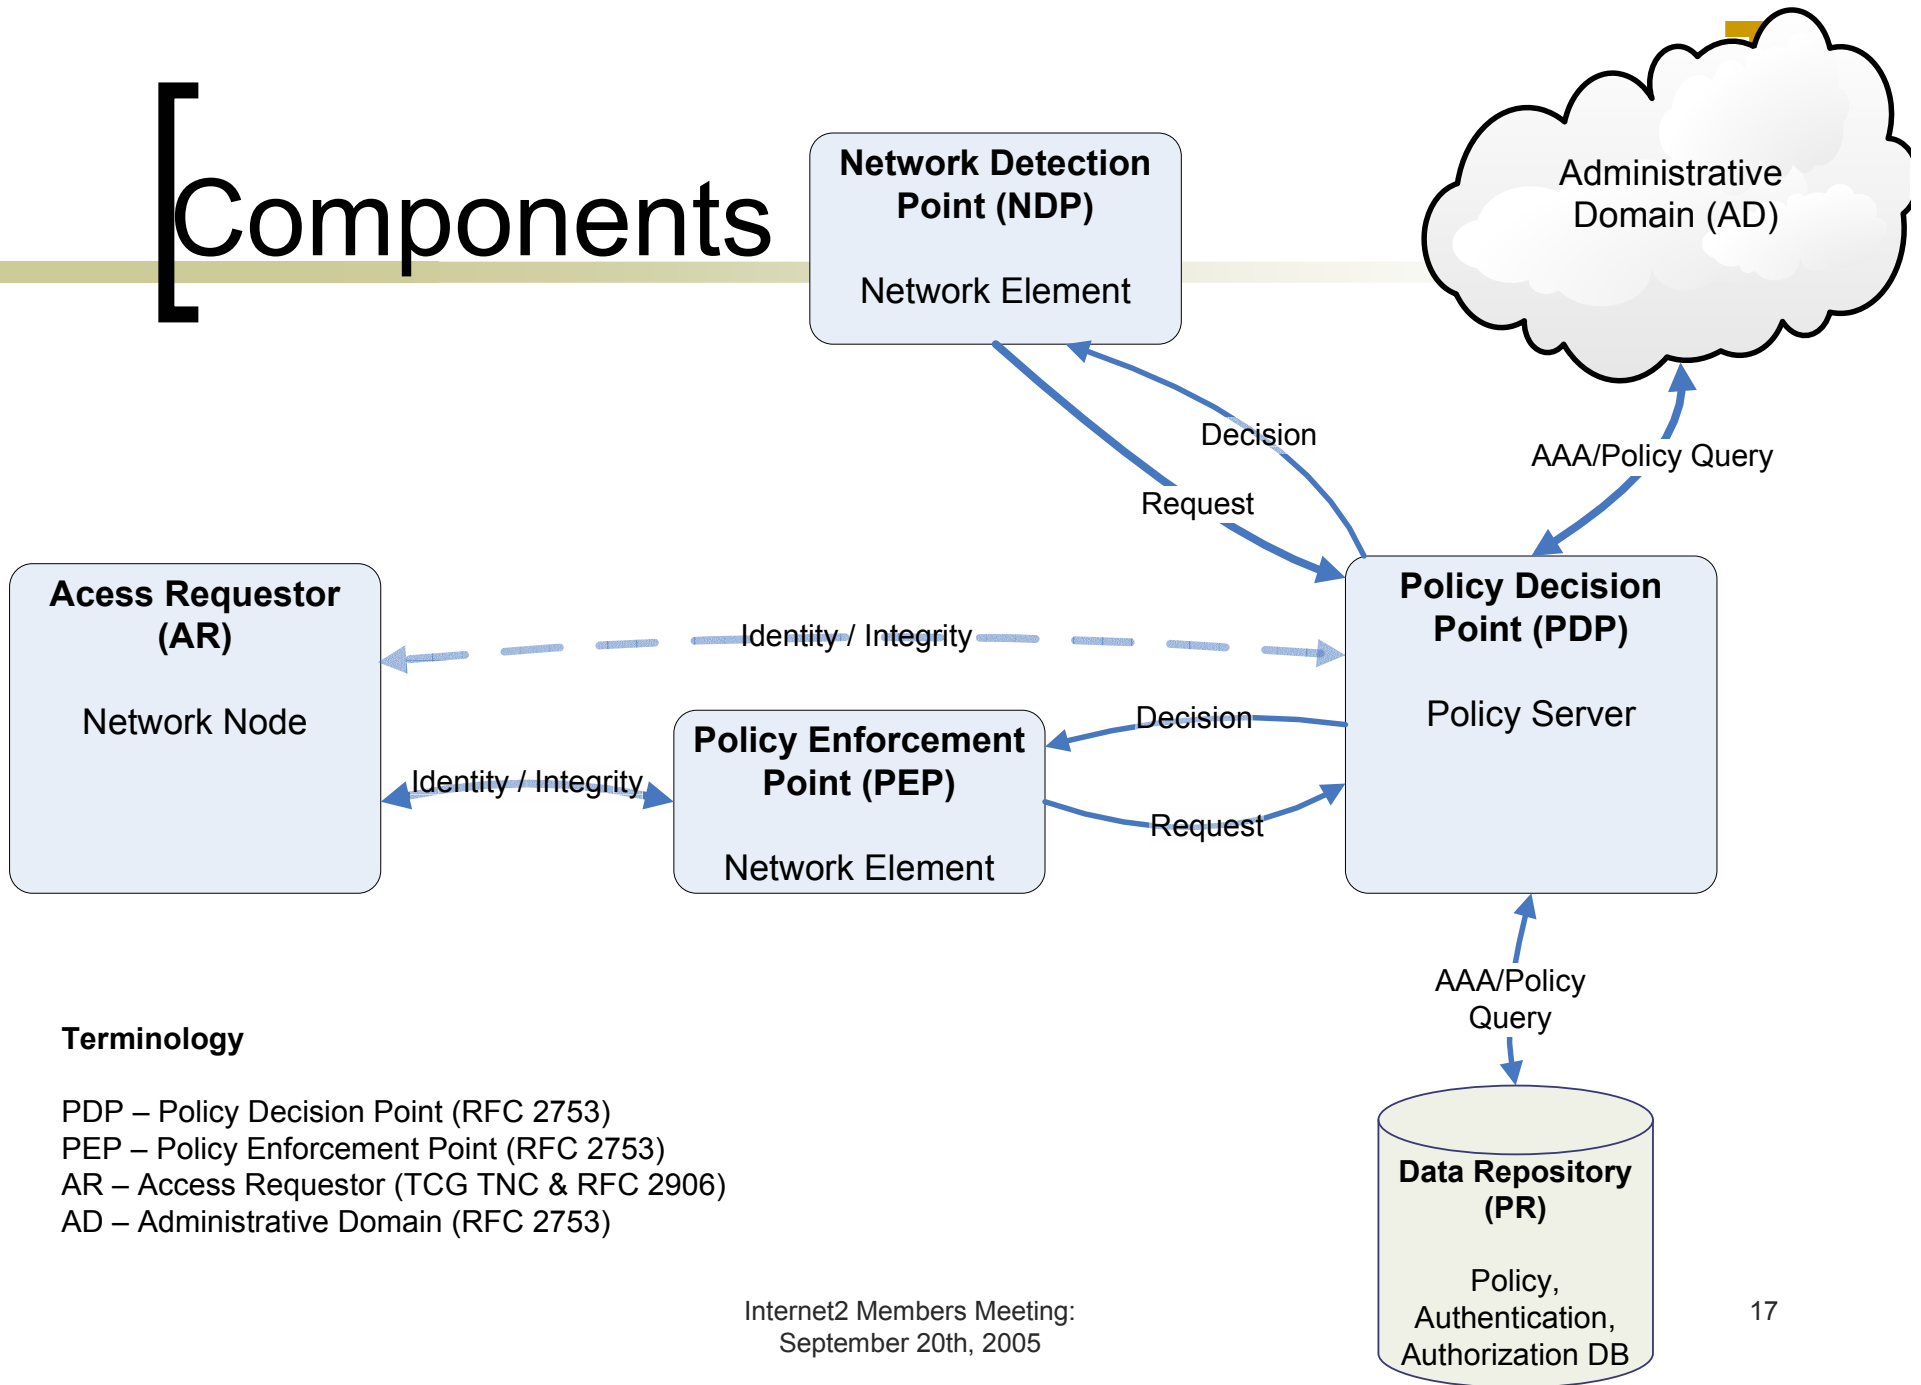 Components
Network Detection
Point (NDP)
Network Element
Administrative
Domain (AD)
Decision
AAA/Policy Query
Request
Acess Requestor
(AR)
Network Node
Identity / Integrity
Policy Decision
Point (PDP)
Policy Server
Identity / Integrity
Policy Enforcement
Point (PEP)
Network Element
Decision
Request
AAA/Policy
Query
Terminology
PDP – Policy Decision Point (RFC 2753)
PEP – Policy Enforcement Point (RFC 2753)
AR – Access Requestor (TCG TNC & RFC 2906)
AD – Administrative Domain (RFC 2753)
Data Repository
(PR)
Policy,
Authentication,
Authorization DB
Internet2 Members Meeting:
September 20th, 2005
17